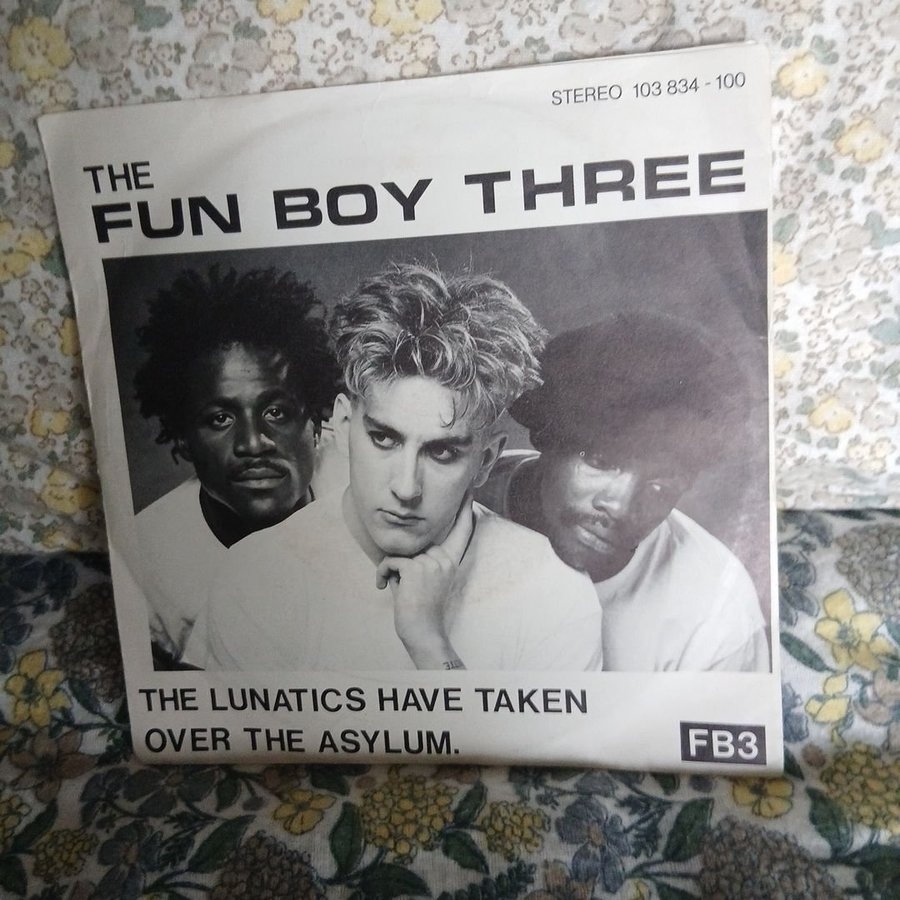 STEREO 103 834 - 100
THE
FUN BOY THREE
THE LUNATICS HAVE TAKEN
OVER THE ASYLUM.
FB3